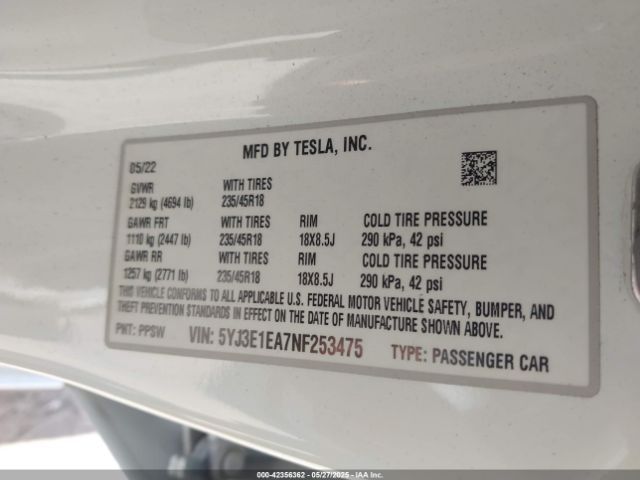 MFD BY TESLA, INC.
05/22
GVWR WITH TIRES
2129 kg (4694 lb) 235/45R18
GAWR FRT WITH TIRES RIM COLD TIRE PRESSURE
1110 kg (2447 lb) 235/45R18 18X8.5J 290 kPa, 42 psi
GAWR RR WITH TIRES RIM COLD TIRE PRESSURE
1257 kg (2771 lb) 235/45R18 18X8.5J 290 kPa, 42 psi
THIS VEHICLE CONFORMS TO ALL APPLICABLE U.S. FEDERAL MOTOR VEHICLE SAFETY, BUMPER, AND
THEFT PREVENTION STANDARDS IN EFFECT ON THE DATE OF MANUFACTURE SHOWN ABOVE.
PNT: PPSW VIN: 5YJ3E1EA7NF253475 TYPE: PASSENGER CAR
000-42356362 - 05/27/2025 - IAA Inc.